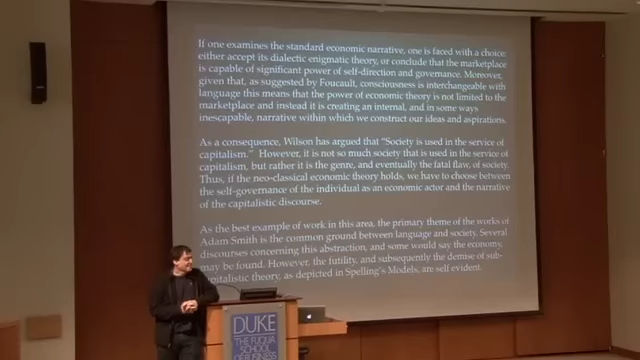 If one examines the standard economic narrative, one is faced with a choice:
either accept its dialectic enigmatic theory, or conclude that the marketplace
is capable of significant power of self-direction and governance. Moreover,
given that, as suggested by Foucault, consciousness is interchangeable with
language this means that the power of economic theory is not limited to the
marketplace and instead it is creating an internal, and in some ways
inescapable, narrative within which we construct our ideas and aspirations.
As a consequence, Wilson has argued that "Society is used in the service of
capitalism." However, it is not so much society that is used in the service of
capitalism, but rather it is the genre, and eventually the fatal flaw, of society.
Thus, if the neo-classical economic theory holds, we have to choose between
the self-governance of the individual as an economic actor and the narrative
of the capitalistic discourse.
As the best example of work in this area, the primary theme of the works of
Adam Smith is the common ground between language and society. Several
discourses concerning this abstraction, and some would say the economy,
may be found. However, the futility, and subsequently the demise of sub-
capitalistic theory, as depicted in Spelling's Models, are self evident.
DUKE
THE FUQUA
SCHOOL
OF BUSINESS